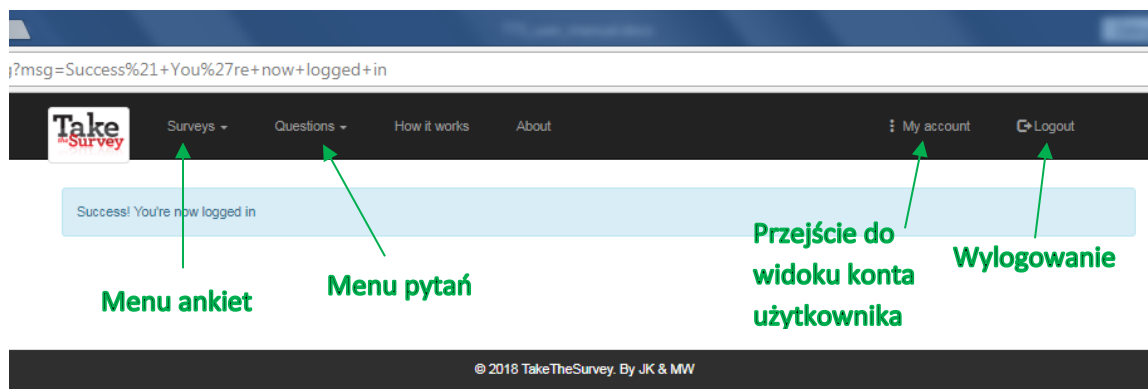 g?msg=Success%21+You%27re+now+logged+in
Take
the Survey
Surveys
Questions
How it works
About
My account
Logout
Success! You're now logged in
Menu ankiet
Menu pytań
Przejście do
widoku konta
użytkownika
Wylogowanie
© 2018 TakeTheSurvey. By JK & MW